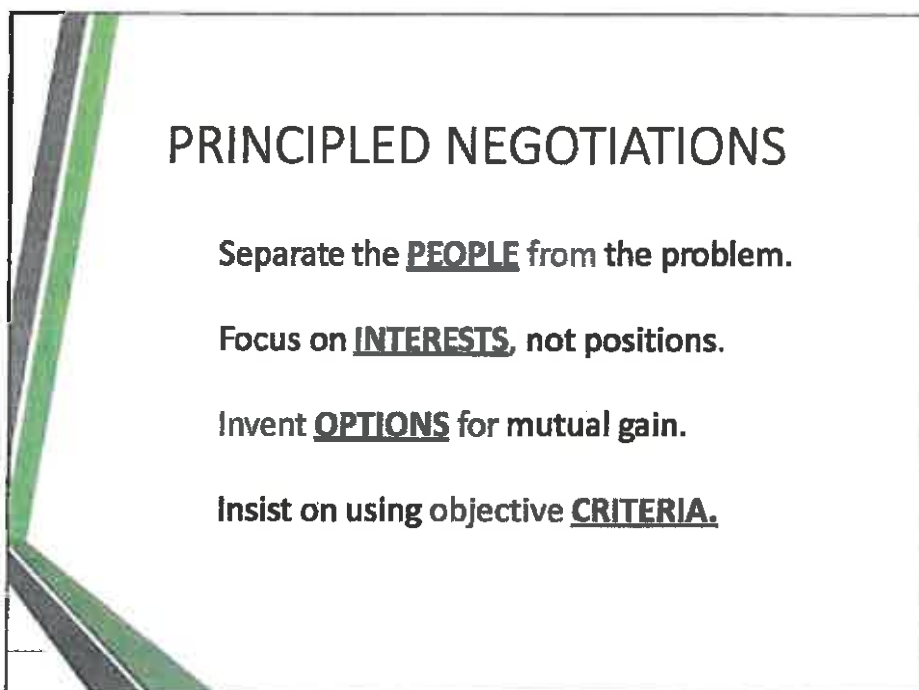 PRINCIPLED NEGOTIATIONS
Separate the PEOPLE from the problem.
Focus on INTERESTS, not positions.
Invent OPTIONS for mutual gain.
Insist on using objective CRITERIA.